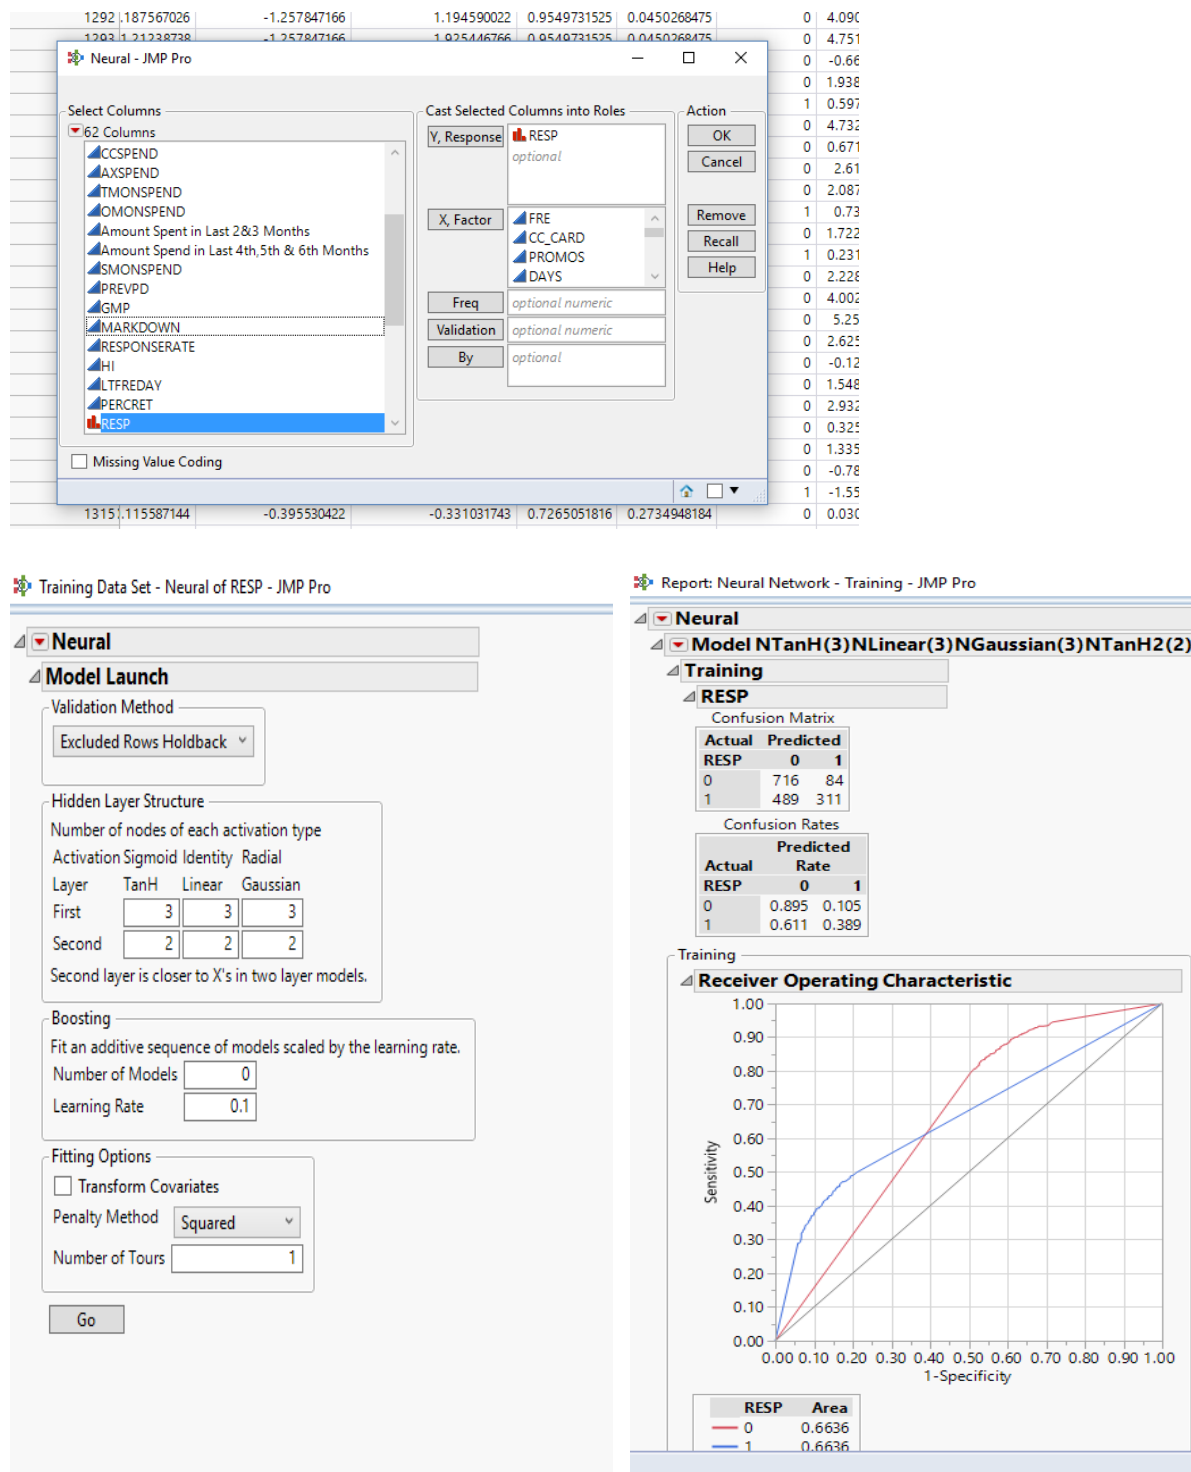 1292 .187567026 -1.257847166 1.194590022 0.9549731525 0.0450268475 0 4.090
1293 1.21238738 -1.257847166 1.925446766 0.9549731525 0.0450268475 0 4.751
Neural - JMP Pro
0 -0.66
0 1.938
Select Columns Cast Selected Columns into Roles Action
1 0.597
62 Columns Y, Response RESP OK
0 4.732
CCSPEND optional Cancel
0 0.671
AXSPEND
0 2.61
TMONSPEND
0 2.087
OMONSPEND X, Factor FRE Remove
1 0.73
Amount Spent in Last 2&3 Months CC_CARD Recall
0 1.722
Amount Spend in Last 4th,5th & 6th Months PROMOS
1 0.231
SMONSPEND DAYS Help
0 2.228
PREVPD
0 4.002
GMP Freq optional numeric
0 5.25
MARKDOWN Validation optional numeric
0 2.625
RESPONSERATE By optional
0 -0.12
HI
0 1.548
LTFREDAY
0 2.932
PERCRET
0 0.325
RESP
0 1.335
Missing Value Coding
0 -0.78
1 -1.55
1315 .115587144 -0.395530422 -0.331031743 0.7265051816 0.2734948184 0 0.030
Training Data Set - Neural of RESP - JMP Pro
Neural
Model Launch
Validation Method
Excluded Rows Holdback
Hidden Layer Structure
Number of nodes of each activation type
Activation Sigmoid Identity Radial
Layer TanH Linear Gaussian
First 3 3 3
Second 2 2 2
Second layer is closer to X's in two layer models.
Boosting
Fit an additive sequence of models scaled by the learning rate.
Number of Models 0
Learning Rate 0.1
Fitting Options
Transform Covariates
Penalty Method Squared
Number of Tours 1
Go
Report: Neural Network - Training - JMP Pro
Neural
Model NTanH(3)NLinear(3)NGaussian(3)NTanH2(2)
Training
RESP
Confusion Matrix
Actual Predicted
RESP 0 1
0 716 84
1 489 311
Confusion Rates
Predicted
Actual Rate
RESP 0 1
0 0.895 0.105
1 0.611 0.389
Training
Receiver Operating Characteristic
1.00
0.90
0.80
0.70
0.60
0.50
0.40
0.30
0.20
0.10
0.00
Sensitivity
0.00 0.10 0.20 0.30 0.40 0.50 0.60 0.70 0.80 0.90 1.00
1-Specificity
RESP Area
0 0.6636
1 0.6636